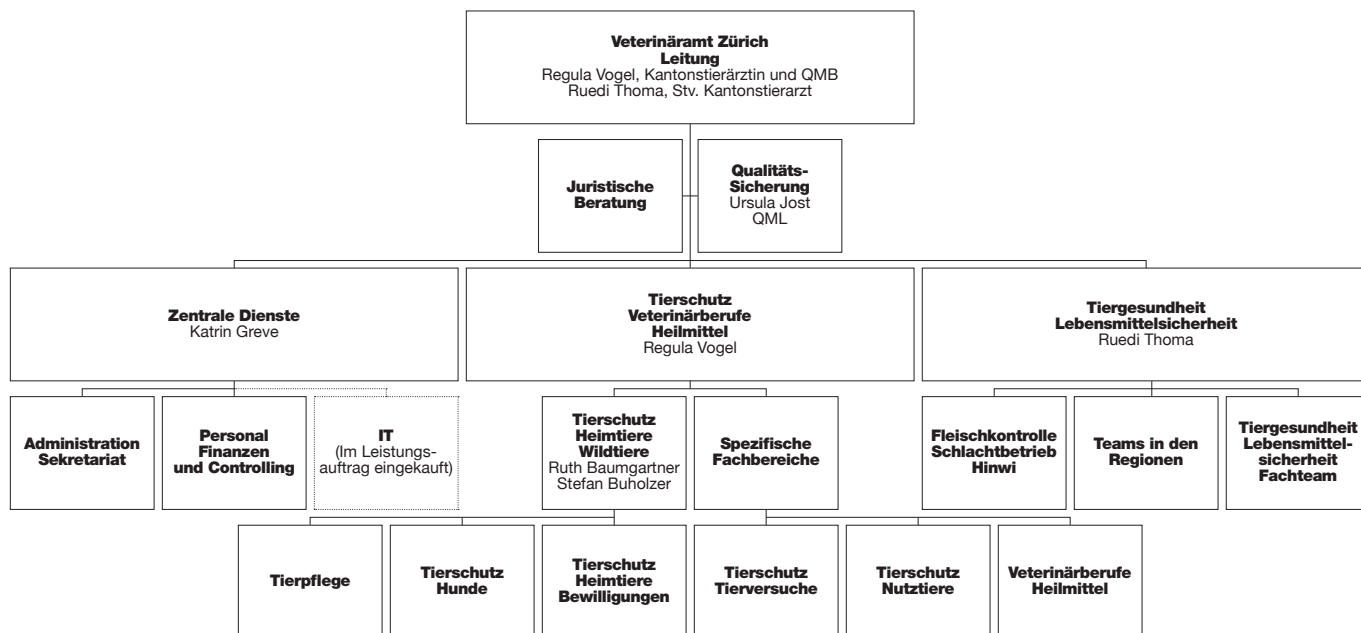 Veterinäramt Zürich
Leitung
Regula Vogel, Kantonstierärztin und QMB
Ruedi Thoma, Stv. Kantonstierarzt
Juristische
Beratung
Qualitäts-
Sicherung
Ursula Jost
QML
Zentrale Dienste
Katrin Greve
Tierschutz
Veterinärberufe
Heilmittel
Regula Vogel
Tiergesundheit
Lebensmittelsicherheit
Ruedi Thoma
Administration
Sekretariat
Personal
Finanzen
und Controlling
IT
(Im Leistungs-
auftrag eingekauft)
Tierschutz
Heimtiere
Wildtiere
Ruth Baumgartner
Stefan Buholzer
Spezifische
Fachbereiche
Fleischkontrolle
Schlachtbetrieb
Hinwi
Teams in den
Regionen
Tiergesundheit
Lebensmittel-
sicherheit
Fachteam
Tierpflege
Tierschutz
Hunde
Tierschutz
Heimtiere
Bewilligungen
Tierschutz
Tierversuche
Tierschutz
Nutztiere
Veterinärberufe
Heilmittel